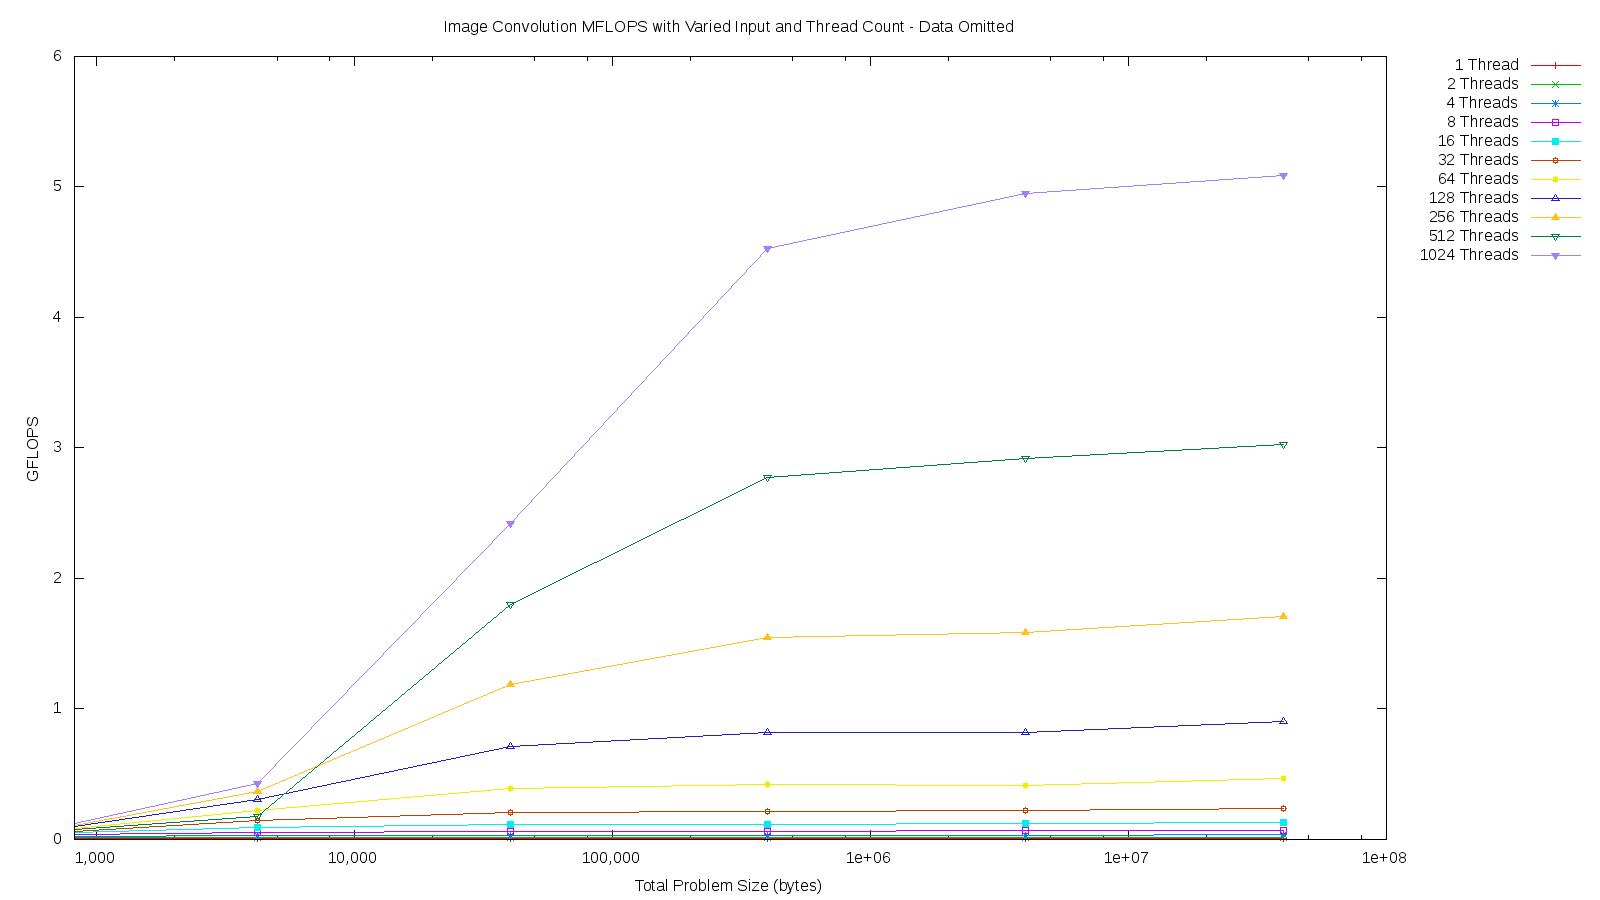 Image Convolution MFLOPS with Varied Input and Thread Count - Data Omitted
6
5
4
3
2
1
0
GFLOPS
1,000
10,000
100,000
1e+06
1e+07
1e+08
Total Problem Size (bytes)
1 Thread
2 Threads
4 Threads
8 Threads
16 Threads
32 Threads
64 Threads
128 Threads
256 Threads
512 Threads
1024 Threads